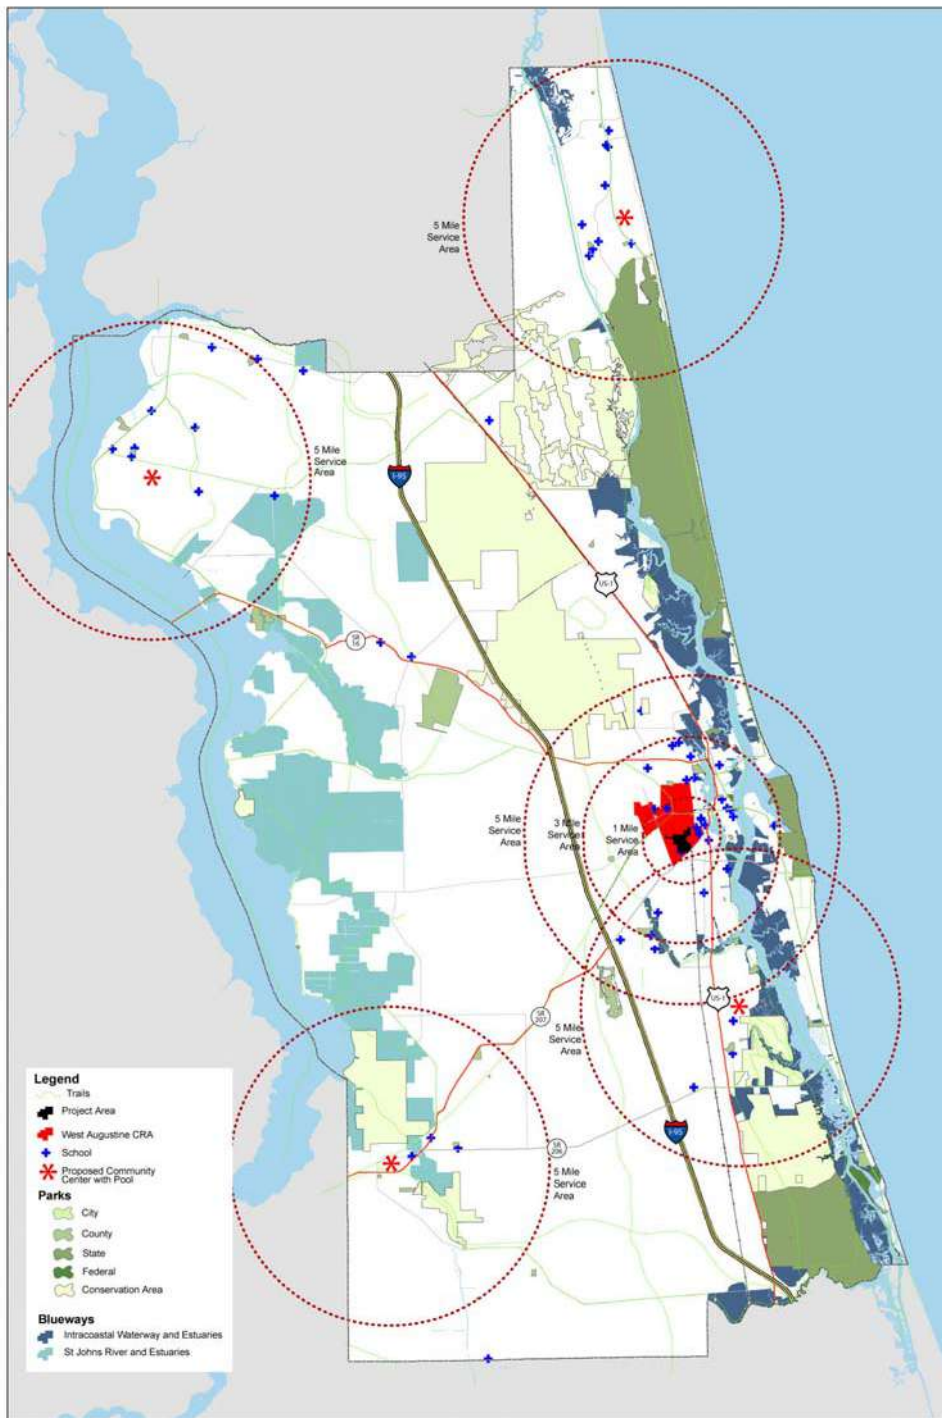 5 Mile
Service
Area
5 Mile
Service
Area
I-95
US-1
SR
16
5 Mile
Service
Area
3 Mile
Service
Area
1 Mile
Service
Area
US-1
SR
207
5 Mile
Service
Area
I-95
SR
206
5 Mile
Service
Area
Legend
Trails
Project Area
West Augustine CRA
School
Proposed Community
Center with Pool
Parks
City
County
State
Federal
Conservation Area
Blueways
Intracoastal Waterway and Estuaries
St Johns River and Estuaries